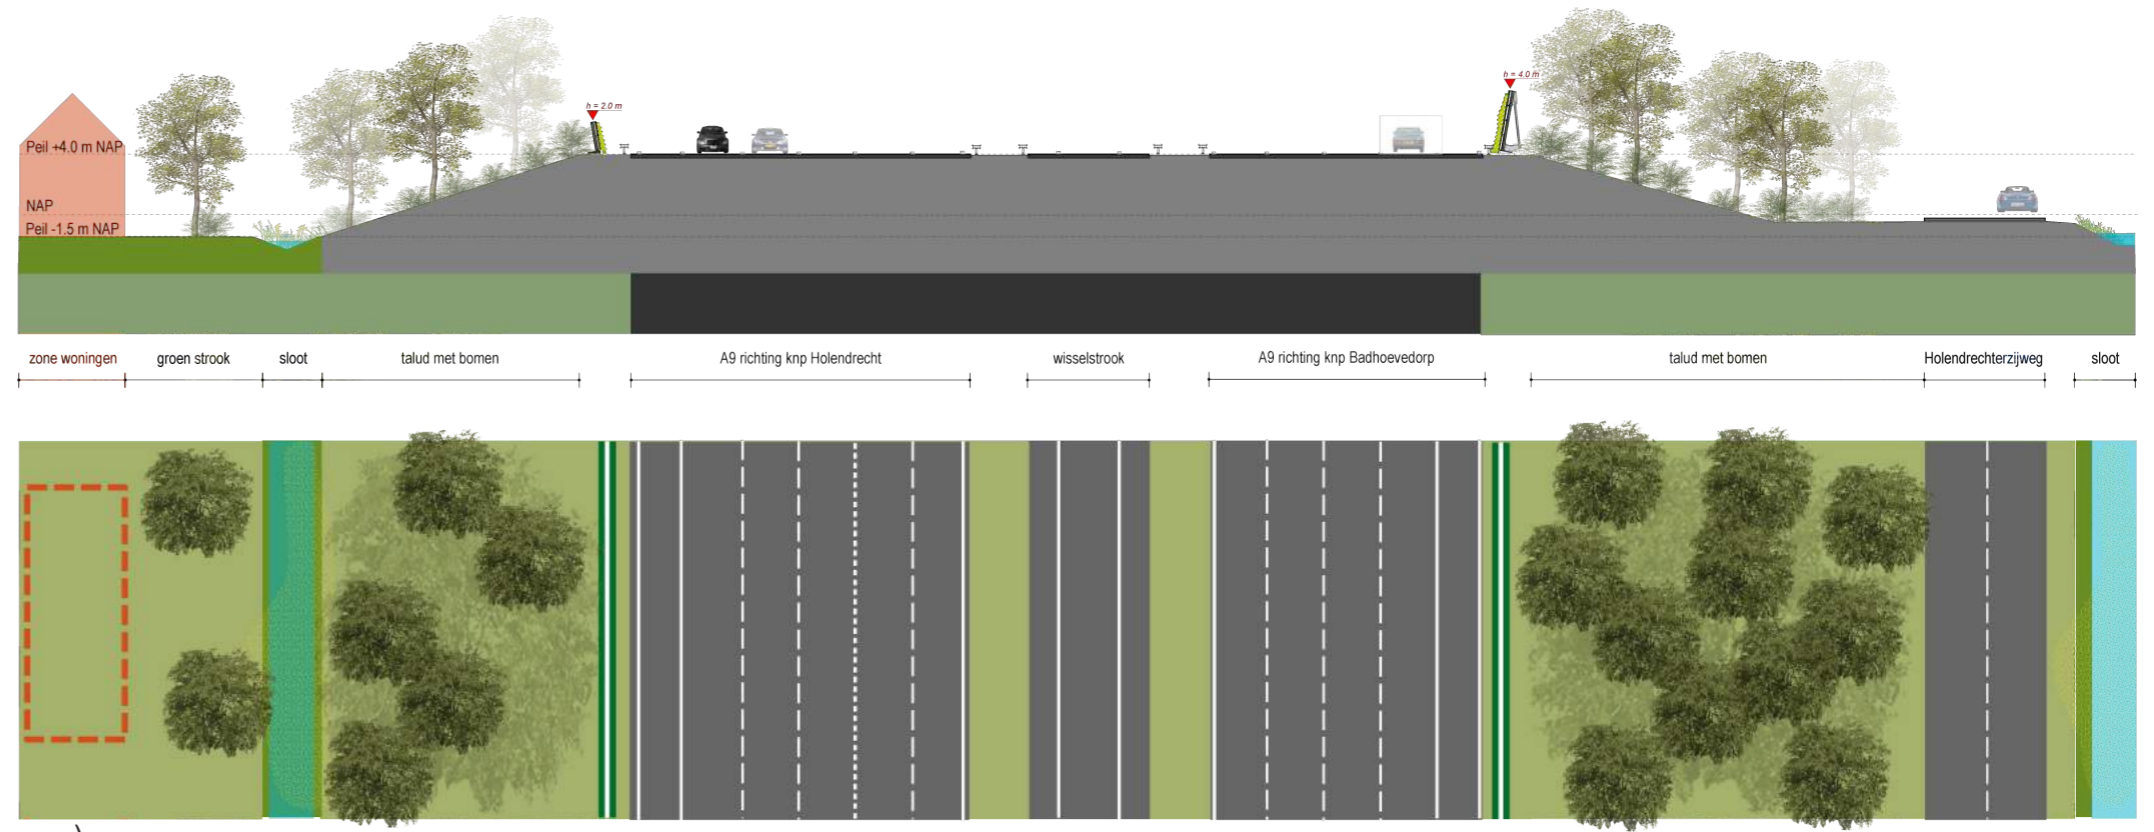 h = 2.0 m
h = 4.0 m
Peil +4.0 m NAP
NAP
Peil -1.5 m NAP
zone woningen
groen strook
sloot
talud met bomen
A9 richting knp Holendrecht
wisselstrook
A9 richting knp Badhoevedorp
talud met bomen
Holendrechterzijweg
sloot